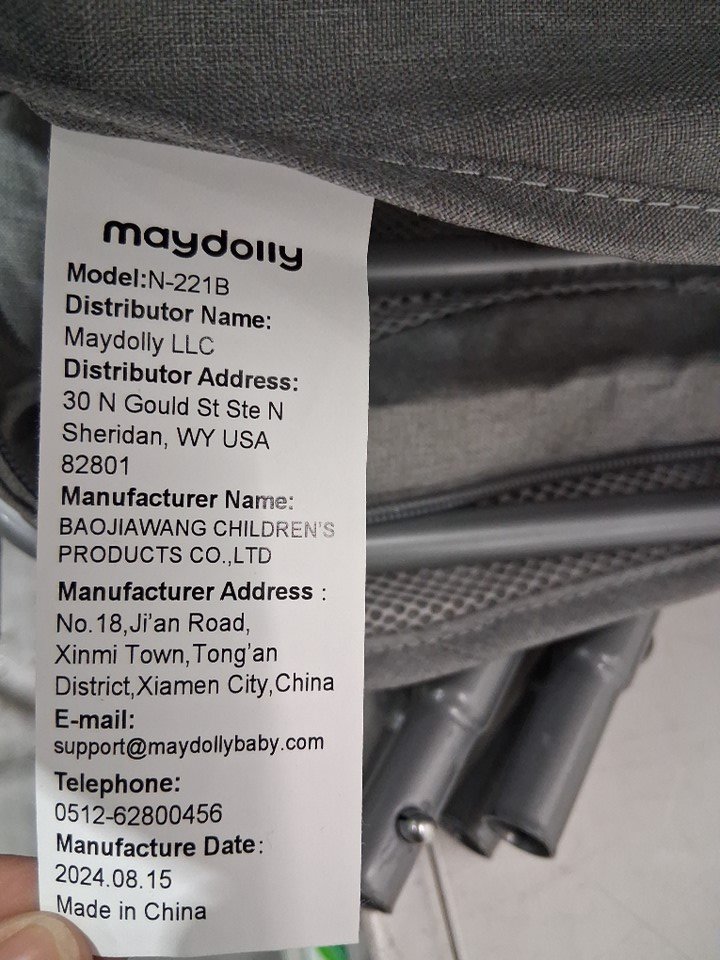 maydolly
Model:N-221B
Distributor Name:
Maydolly LLC
Distributor Address:
30 N Gould St Ste N
Sheridan, WY USA
82801
Manufacturer Name:
BAOJIAWANG CHILDREN'S
PRODUCTS CO.,LTD
Manufacturer Address :
No.18,Ji'an Road,
Xinmi Town,Tong'an
District,Xiamen City,China
E-mail:
support@maydollybaby.com
Telephone:
0512-62800456
Manufacture Date:
2024.08.15
Made in China